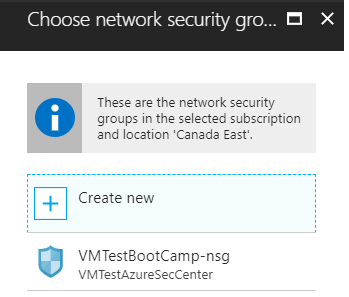 Choose network security gro...
These are the network security
groups in the selected subscription
and location 'Canada East'.
Create new
VMTestBootCamp-nsg
VMTestAzureSecCenter